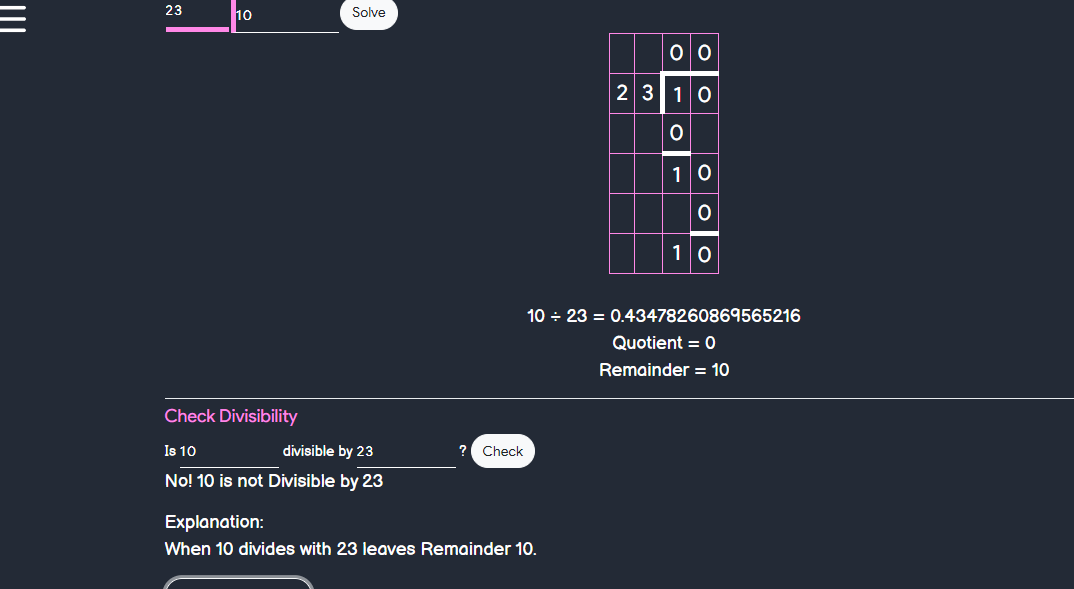 23 10 Solve
0 0
2 3 1 0
0
1 0
0
1 0
10 ÷ 23 = 0.43478260869565216
Quotient = 0
Remainder = 10
Check Divisibility
Is 10 divisible by 23 ? Check
No! 10 is not Divisible by 23
Explanation:
When 10 divides with 23 leaves Remainder 10.